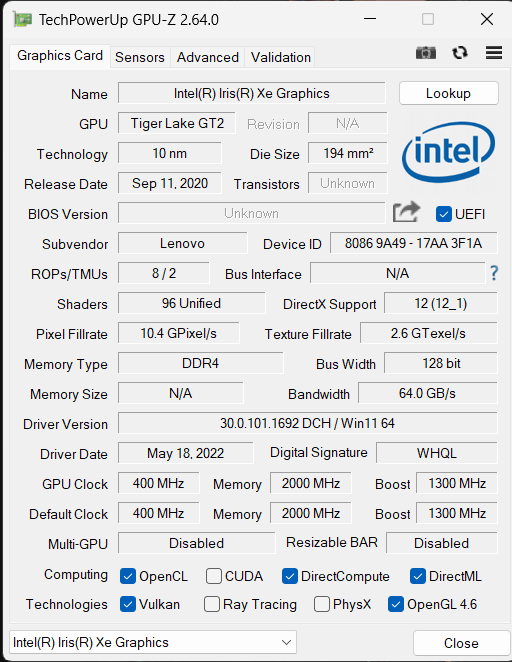 TechPowerUp GPU-Z 2.64.0
Graphics Card Sensors Advanced Validation
Name Intel(R) Iris(R) Xe Graphics Lookup
GPU Tiger Lake GT2 Revision N/A
intel
Technology 10 nm Die Size 194 mm²
Release Date Sep 11, 2020 Transistors Unknown
BIOS Version Unknown UEFI
Subvendor Lenovo Device ID 8086 9A49 - 17AA 3F1A
ROPs/TMUs 8 / 2 Bus Interface N/A ?
Shaders 96 Unified DirectX Support 12 (12_1)
Pixel Fillrate 10.4 GPixel/s Texture Fillrate 2.6 GTexel/s
Memory Type DDR4 Bus Width 128 bit
Memory Size N/A Bandwidth 64.0 GB/s
Driver Version 30.0.101.1692 DCH / Win11 64
Driver Date May 18, 2022 Digital Signature WHQL
GPU Clock 400 MHz Memory 2000 MHz Boost 1300 MHz
Default Clock 400 MHz Memory 2000 MHz Boost 1300 MHz
Multi-GPU Disabled Resizable BAR Disabled
Computing OpenCL CUDA DirectCompute DirectML
Technologies Vulkan Ray Tracing PhysX OpenGL 4.6
Intel(R) Iris(R) Xe Graphics Close